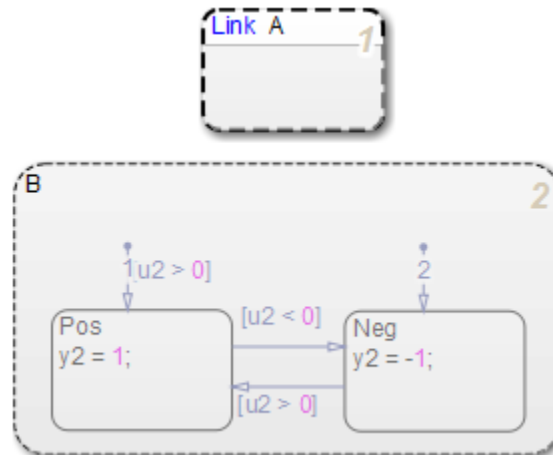 Link A
1
B
2
1[u2 > 0]
2
Pos
y2 = 1;
[u2 < 0]
[u2 > 0]
Neg
y2 = -1;